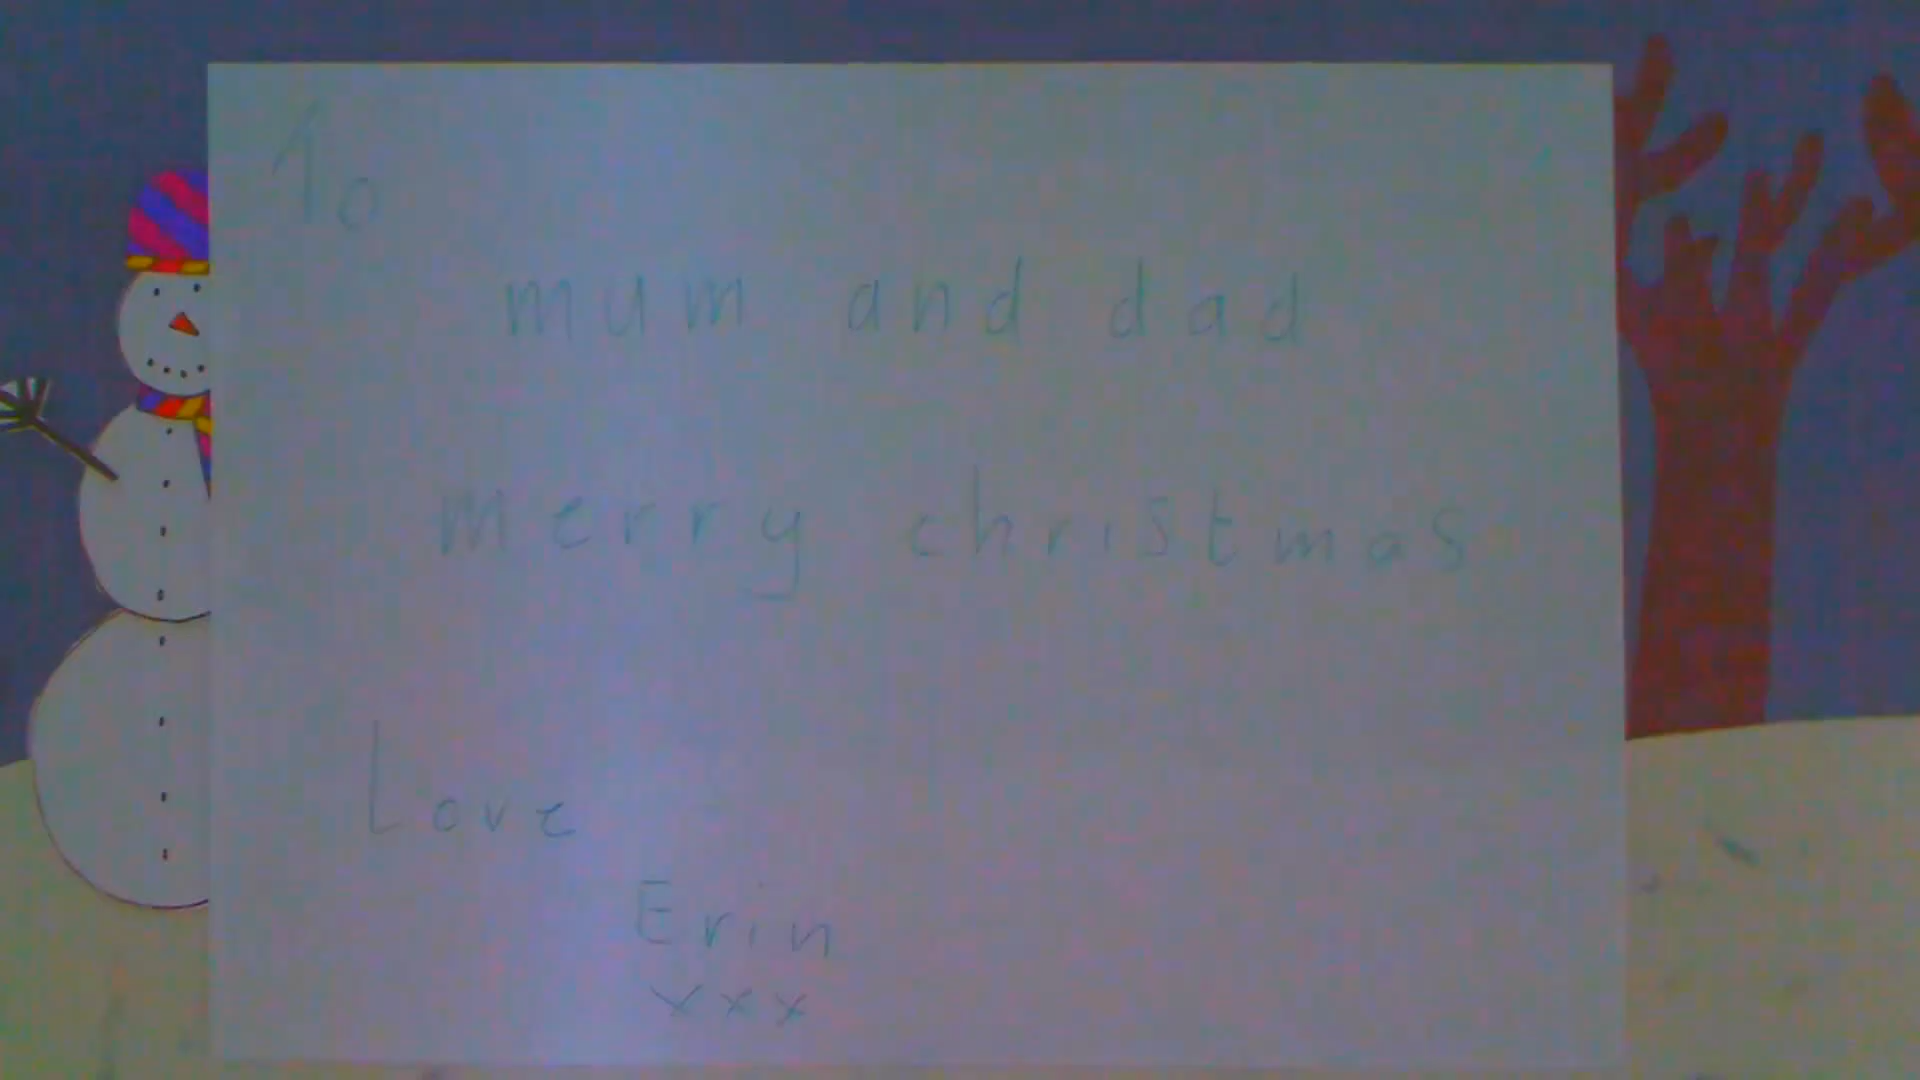 To
mum and dad
merry christmas
Love
Erin
xxx